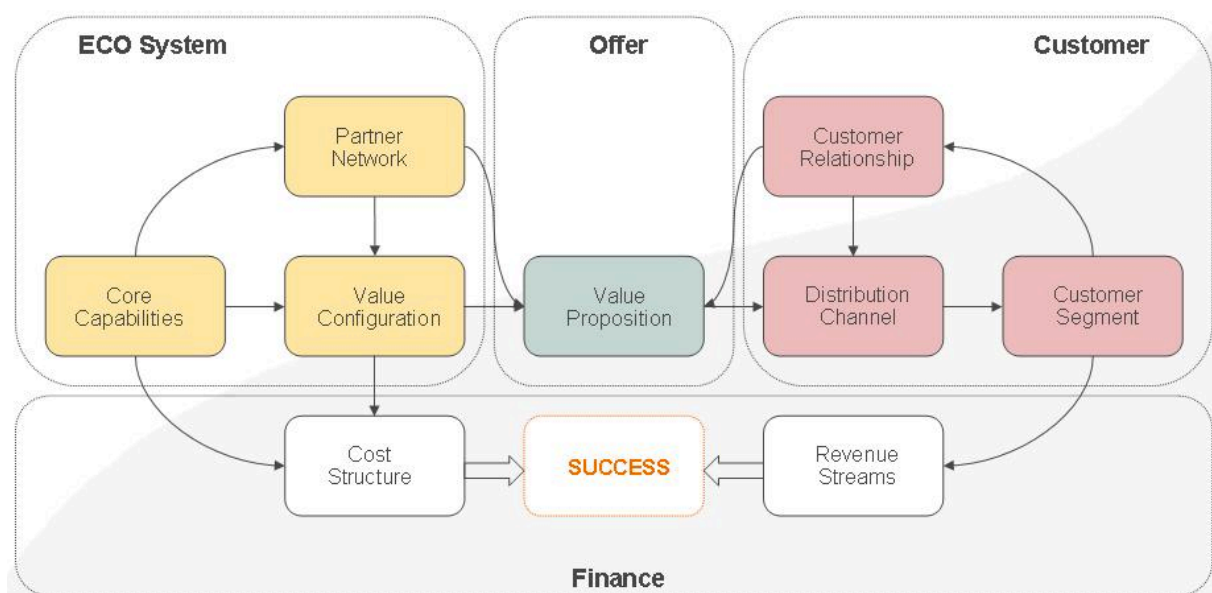 ECO System
Offer
Customer
Partner
Network
Customer
Relationship
Core
Capabilities
Value
Configuration
Value
Proposition
Distribution
Channel
Customer
Segment
Cost
Structure
SUCCESS
Revenue
Streams
Finance